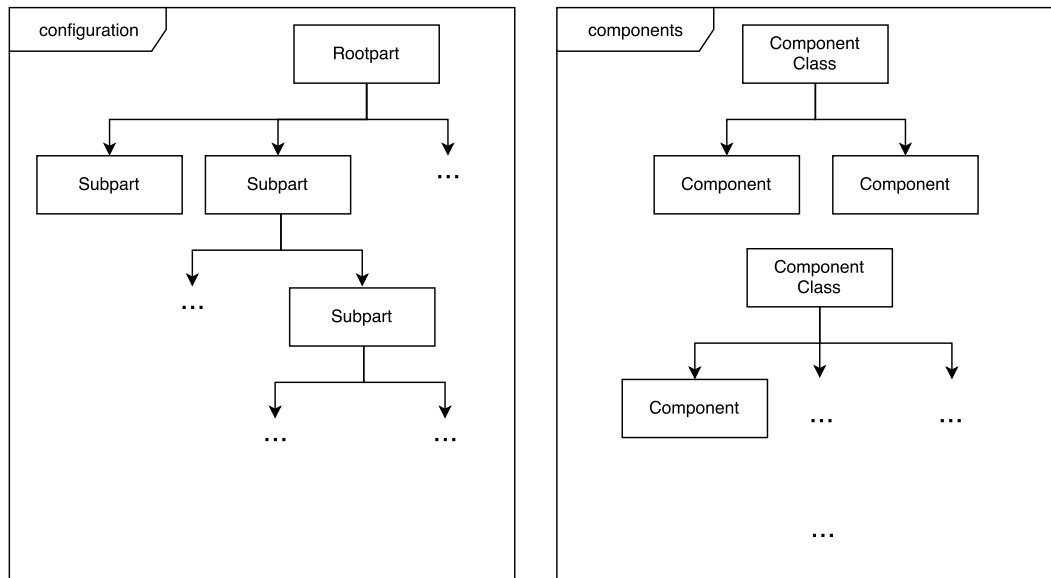 configuration
Rootpart
Subpart
Subpart
...
...
Subpart
...
...
components
Component
Class
Component
Component
Component
Class
Component
...
...
...